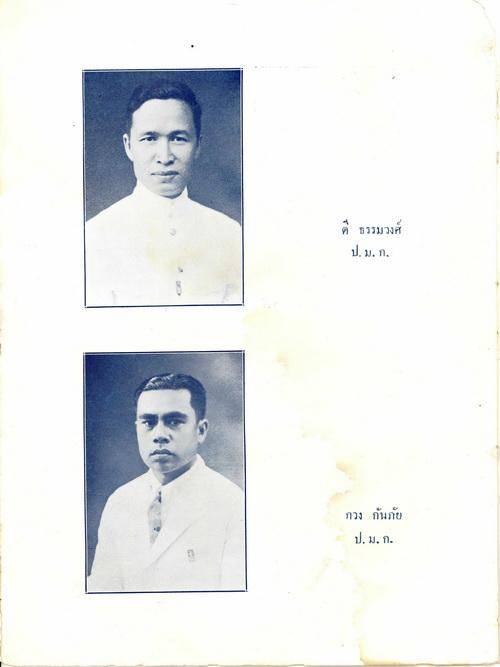 ดี ธรรมวงศ์
ป. ม. ก.
กวง กันภัย
ป. ม. ก.